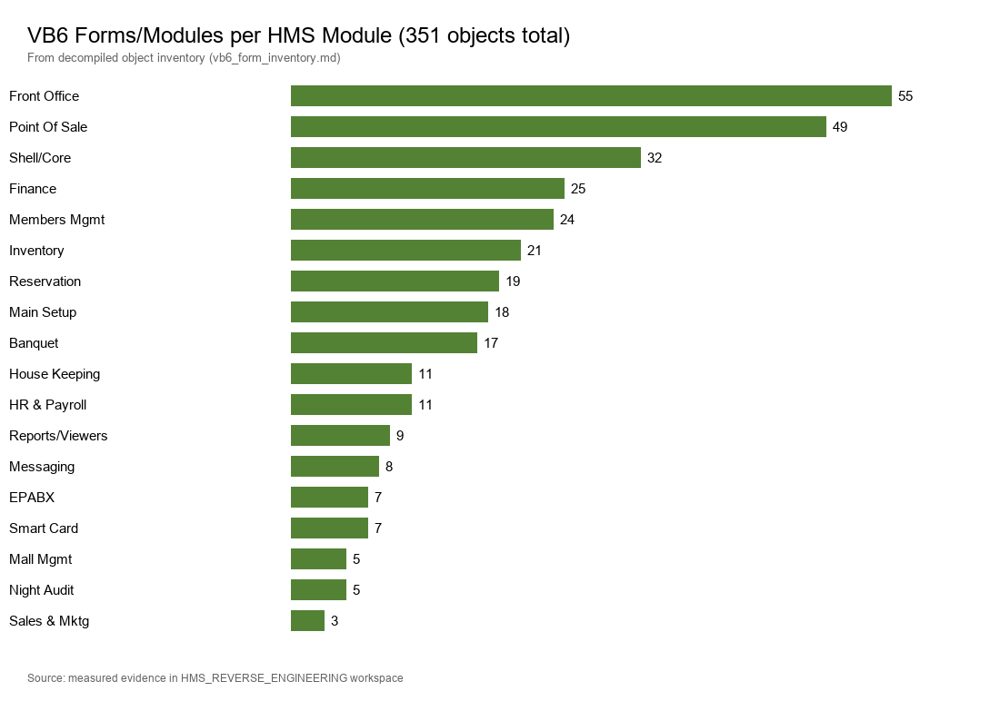 VB6 Forms/Modules per HMS Module (351 objects total)
From decompiled object inventory (vb6_form_inventory.md)
Front Office 55
Point Of Sale 49
Shell/Core 32
Finance 25
Members Mgmt 24
Inventory 21
Reservation 19
Main Setup 18
Banquet 17
House Keeping 11
HR & Payroll 11
Reports/Viewers 9
Messaging 8
EPABX 7
Smart Card 7
Mall Mgmt 5
Night Audit 5
Sales & Mktg 3
Source: measured evidence in HMS_REVERSE_ENGINEERING workspace